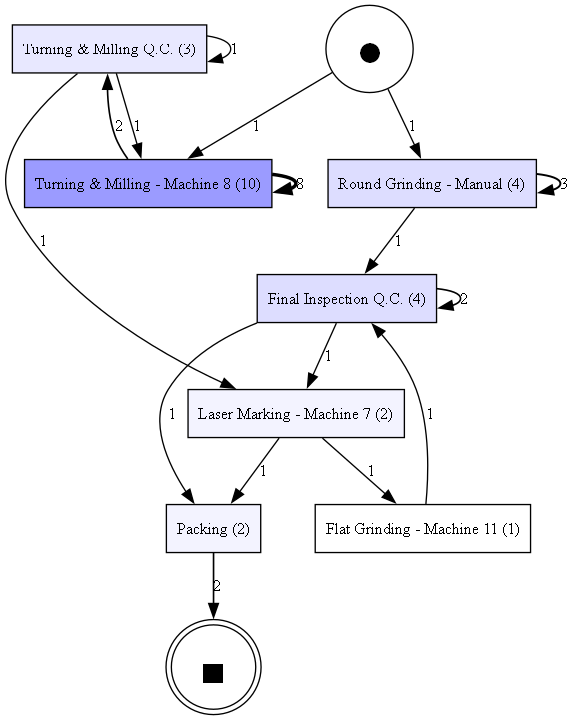 Turning & Milling Q.C. (3)
1
2
1
1
1
Turning & Milling - Machine 8 (10)
8
Round Grinding - Manual (4)
3
1
1
Final Inspection Q.C. (4)
2
1
1
1
Laser Marking - Machine 7 (2)
1
1
Packing (2)
Flat Grinding - Machine 11 (1)
2